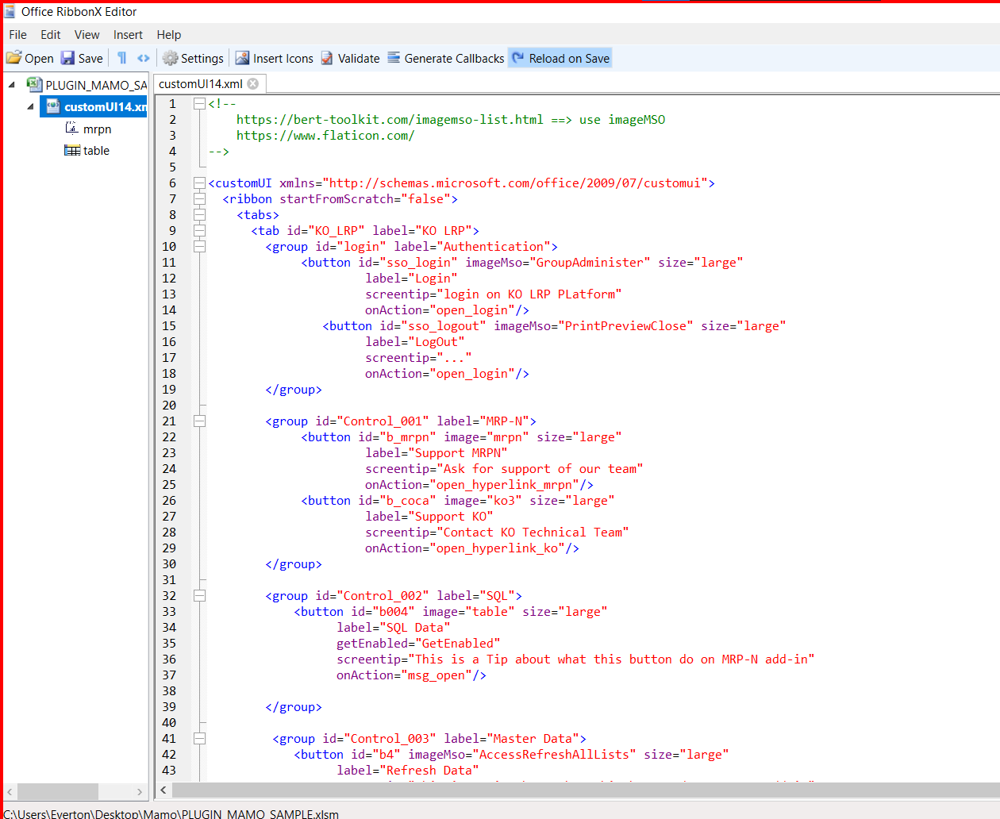 Office RibbonX Editor
File Edit View Insert Help
Open Save Settings Insert Icons Validate Generate Callbacks Reload on Save
PLUGIN_MAMO_SA
customUI14.xm
mrpn
table
customUI14.xml
1 <!--
2 https://bert-toolkit.com/imagemso-list.html ==> use imageMSO
3 https://www.flaticon.com/
4 -->
5
6 <customUI xmlns="http://schemas.microsoft.com/office/2009/07/customui">
7 <ribbon startFromScratch="false">
8 <tabs>
9 <tab id="KO_LRP" label="KO LRP">
10 <group id="login" label="Authentication">
11 <button id="sso_login" imageMso="GroupAdminister" size="large"
12 label="Login"
13 screentip="login on KO LRP PLatform"
14 onAction="open_login"/>
15 <button id="sso_logout" imageMso="PrintPreviewClose" size="large"
16 label="LogOut"
17 screentip="..."
18 onAction="open_login"/>
19 </group>
20
21 <group id="Control_001" label="MRP-N">
22 <button id="b_mrpn" image="mrpn" size="large"
23 label="Support MRPN"
24 screentip="Ask for support of our team"
25 onAction="open_hyperlink_mrpn"/>
26 <button id="b_coca" image="ko3" size="large"
27 label="Support KO"
28 screentip="Contact KO Technical Team"
29 onAction="open_hyperlink_ko"/>
30 </group>
31
32 <group id="Control_002" label="SQL">
33 <button id="b004" image="table" size="large"
34 label="SQL Data"
35 getEnabled="GetEnabled"
36 screentip="This is a Tip about what this button do on MRP-N add-in"
37 onAction="msg_open"/>
38
39 </group>
40
41 <group id="Control_003" label="Master Data">
42 <button id="b4" imageMso="AccessRefreshAllLists" size="large"
43 label="Refresh Data"
C:\Users\Everton\Desktop\Mamo\PLUGIN_MAMO_SAMPLE.xlsm